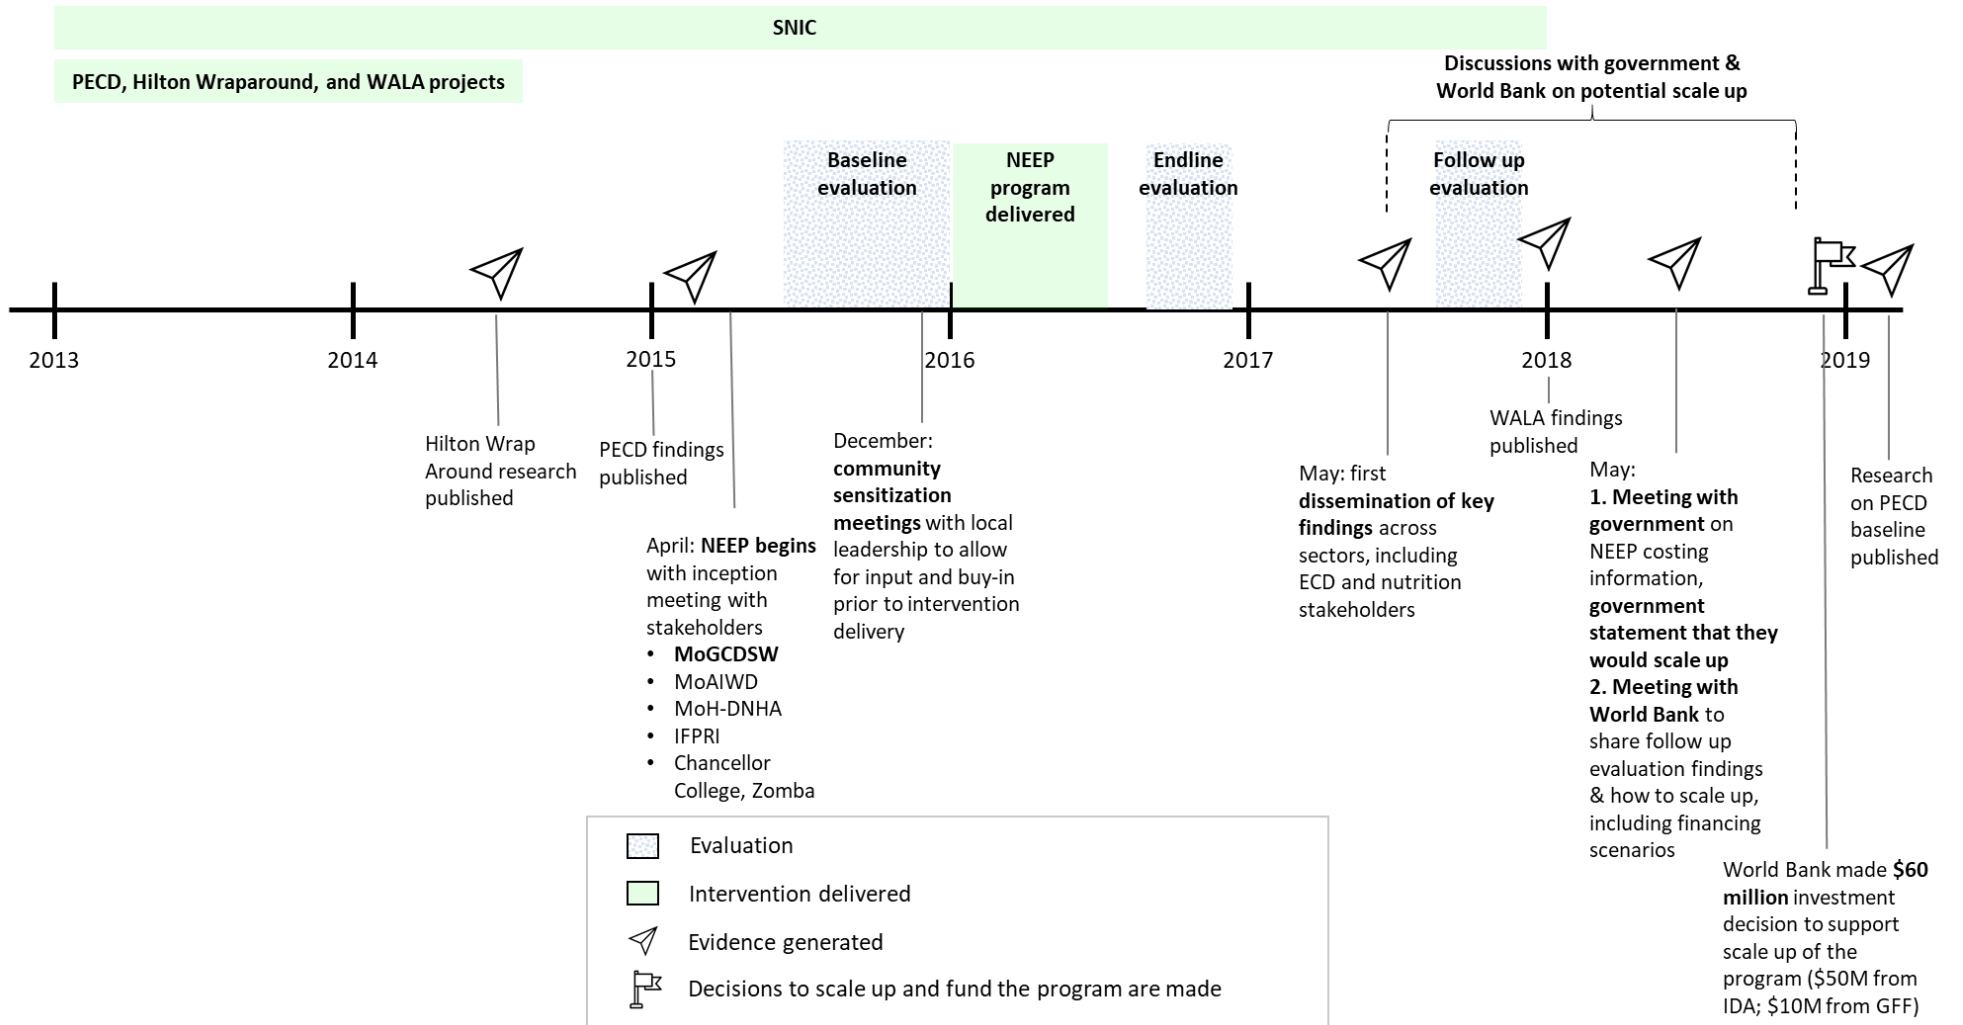 SNIC
PECD, Hilton Wraparound, and WALA projects
Discussions with government &
World Bank on potential scale up
Baseline
evaluation
NEEP
program
delivered
Endline
evaluation
Follow up
evaluation
2013
2014
2015
2016
2017
2018
2019
Hilton Wrap
Around research
published
PECD findings
published
April: NEEP begins
with inception
meeting with
stakeholders
• MoGCDSW
• MoAIWD
• MoH-DNHA
• IFPRI
• Chancellor
College, Zomba
December:
community
sensitization
meetings with local
leadership to allow
for input and buy-in
prior to intervention
delivery
May: first
dissemination of key
findings across
sectors, including
ECD and nutrition
stakeholders
WALA findings
published
May:
1. Meeting with
government on
NEEP costing
information,
government
statement that they
would scale up
2. Meeting with
World Bank to
share follow up
evaluation findings
& how to scale up,
including financing
scenarios
World Bank made $60
million investment
decision to support
scale up of the
program ($50M from
IDA; $10M from GFF)
Research
on PECD
baseline
published
Evaluation
Intervention delivered
Evidence generated
Decisions to scale up and fund the program are made